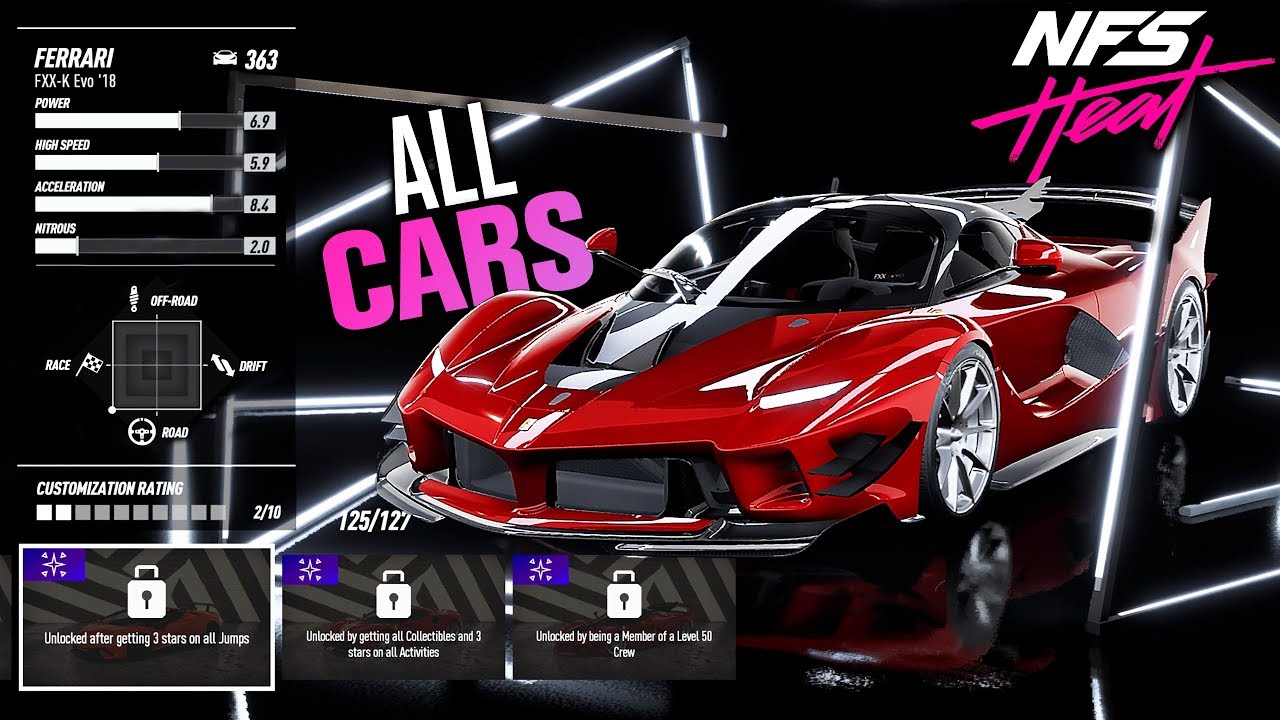 FERRARI
363
FXX-K Evo '18
POWER
6.9
HIGH SPEED
5.9
ACCELERATION
8.4
NITROUS
2.0
OFF-ROAD
RACE
DRIFT
ROAD
CUSTOMIZATION RATING
2/10
125/127
ALL
CARS
NFS
Heat
Unlocked after getting 3 stars on all Jumps
Unlocked by getting all Collectibles and 3
stars on all Activities
Unlocked by being a Member of a Level 50
Crew